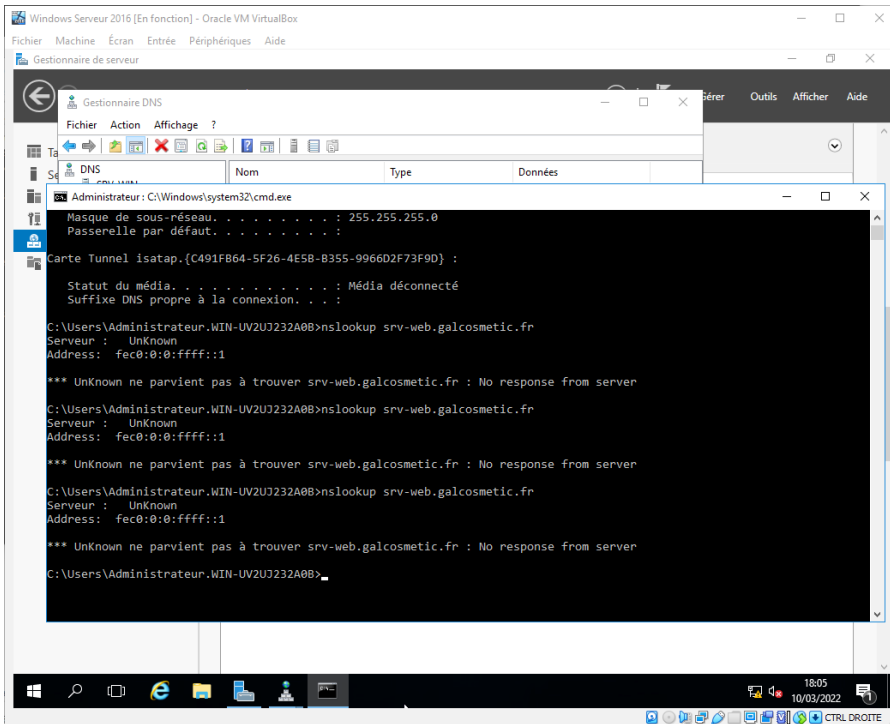 Windows Serveur 2016 [En fonction] - Oracle VM VirtualBox
Fichier Machine Écran Entrée Périphériques Aide
Gestionnaire de serveur
Gérer Outils Afficher Aide
Gestionnaire DNS
Fichier Action Affichage ?
Ta
DNS
Nom Type Données
Se
SRV-WIN
Administrateur : C:\Windows\system32\cmd.exe
Masque de sous-réseau. . . . . . . . . : 255.255.255.0
Passerelle par défaut. . . . . . . . . :
Carte Tunnel isatap.{C491FB64-5F26-4E5B-B355-9966D2F73F9D} :
Statut du média. . . . . . . . . . . . : Média déconnecté
Suffixe DNS propre à la connexion. . . :
C:\Users\Administrateur.WIN-UV2UJ232A0B>nslookup srv-web.galcosmetic.fr
Serveur : UnKnown
Address: fec0:0:0:ffff::1
*** UnKnown ne parvient pas à trouver srv-web.galcosmetic.fr : No response from server
C:\Users\Administrateur.WIN-UV2UJ232A0B>nslookup srv-web.galcosmetic.fr
Serveur : UnKnown
Address: fec0:0:0:ffff::1
*** UnKnown ne parvient pas à trouver srv-web.galcosmetic.fr : No response from server
C:\Users\Administrateur.WIN-UV2UJ232A0B>nslookup srv-web.galcosmetic.fr
Serveur : UnKnown
Address: fec0:0:0:ffff::1
*** UnKnown ne parvient pas à trouver srv-web.galcosmetic.fr : No response from server
C:\Users\Administrateur.WIN-UV2UJ232A0B>
18:05
10/03/2022
CTRL DROITE